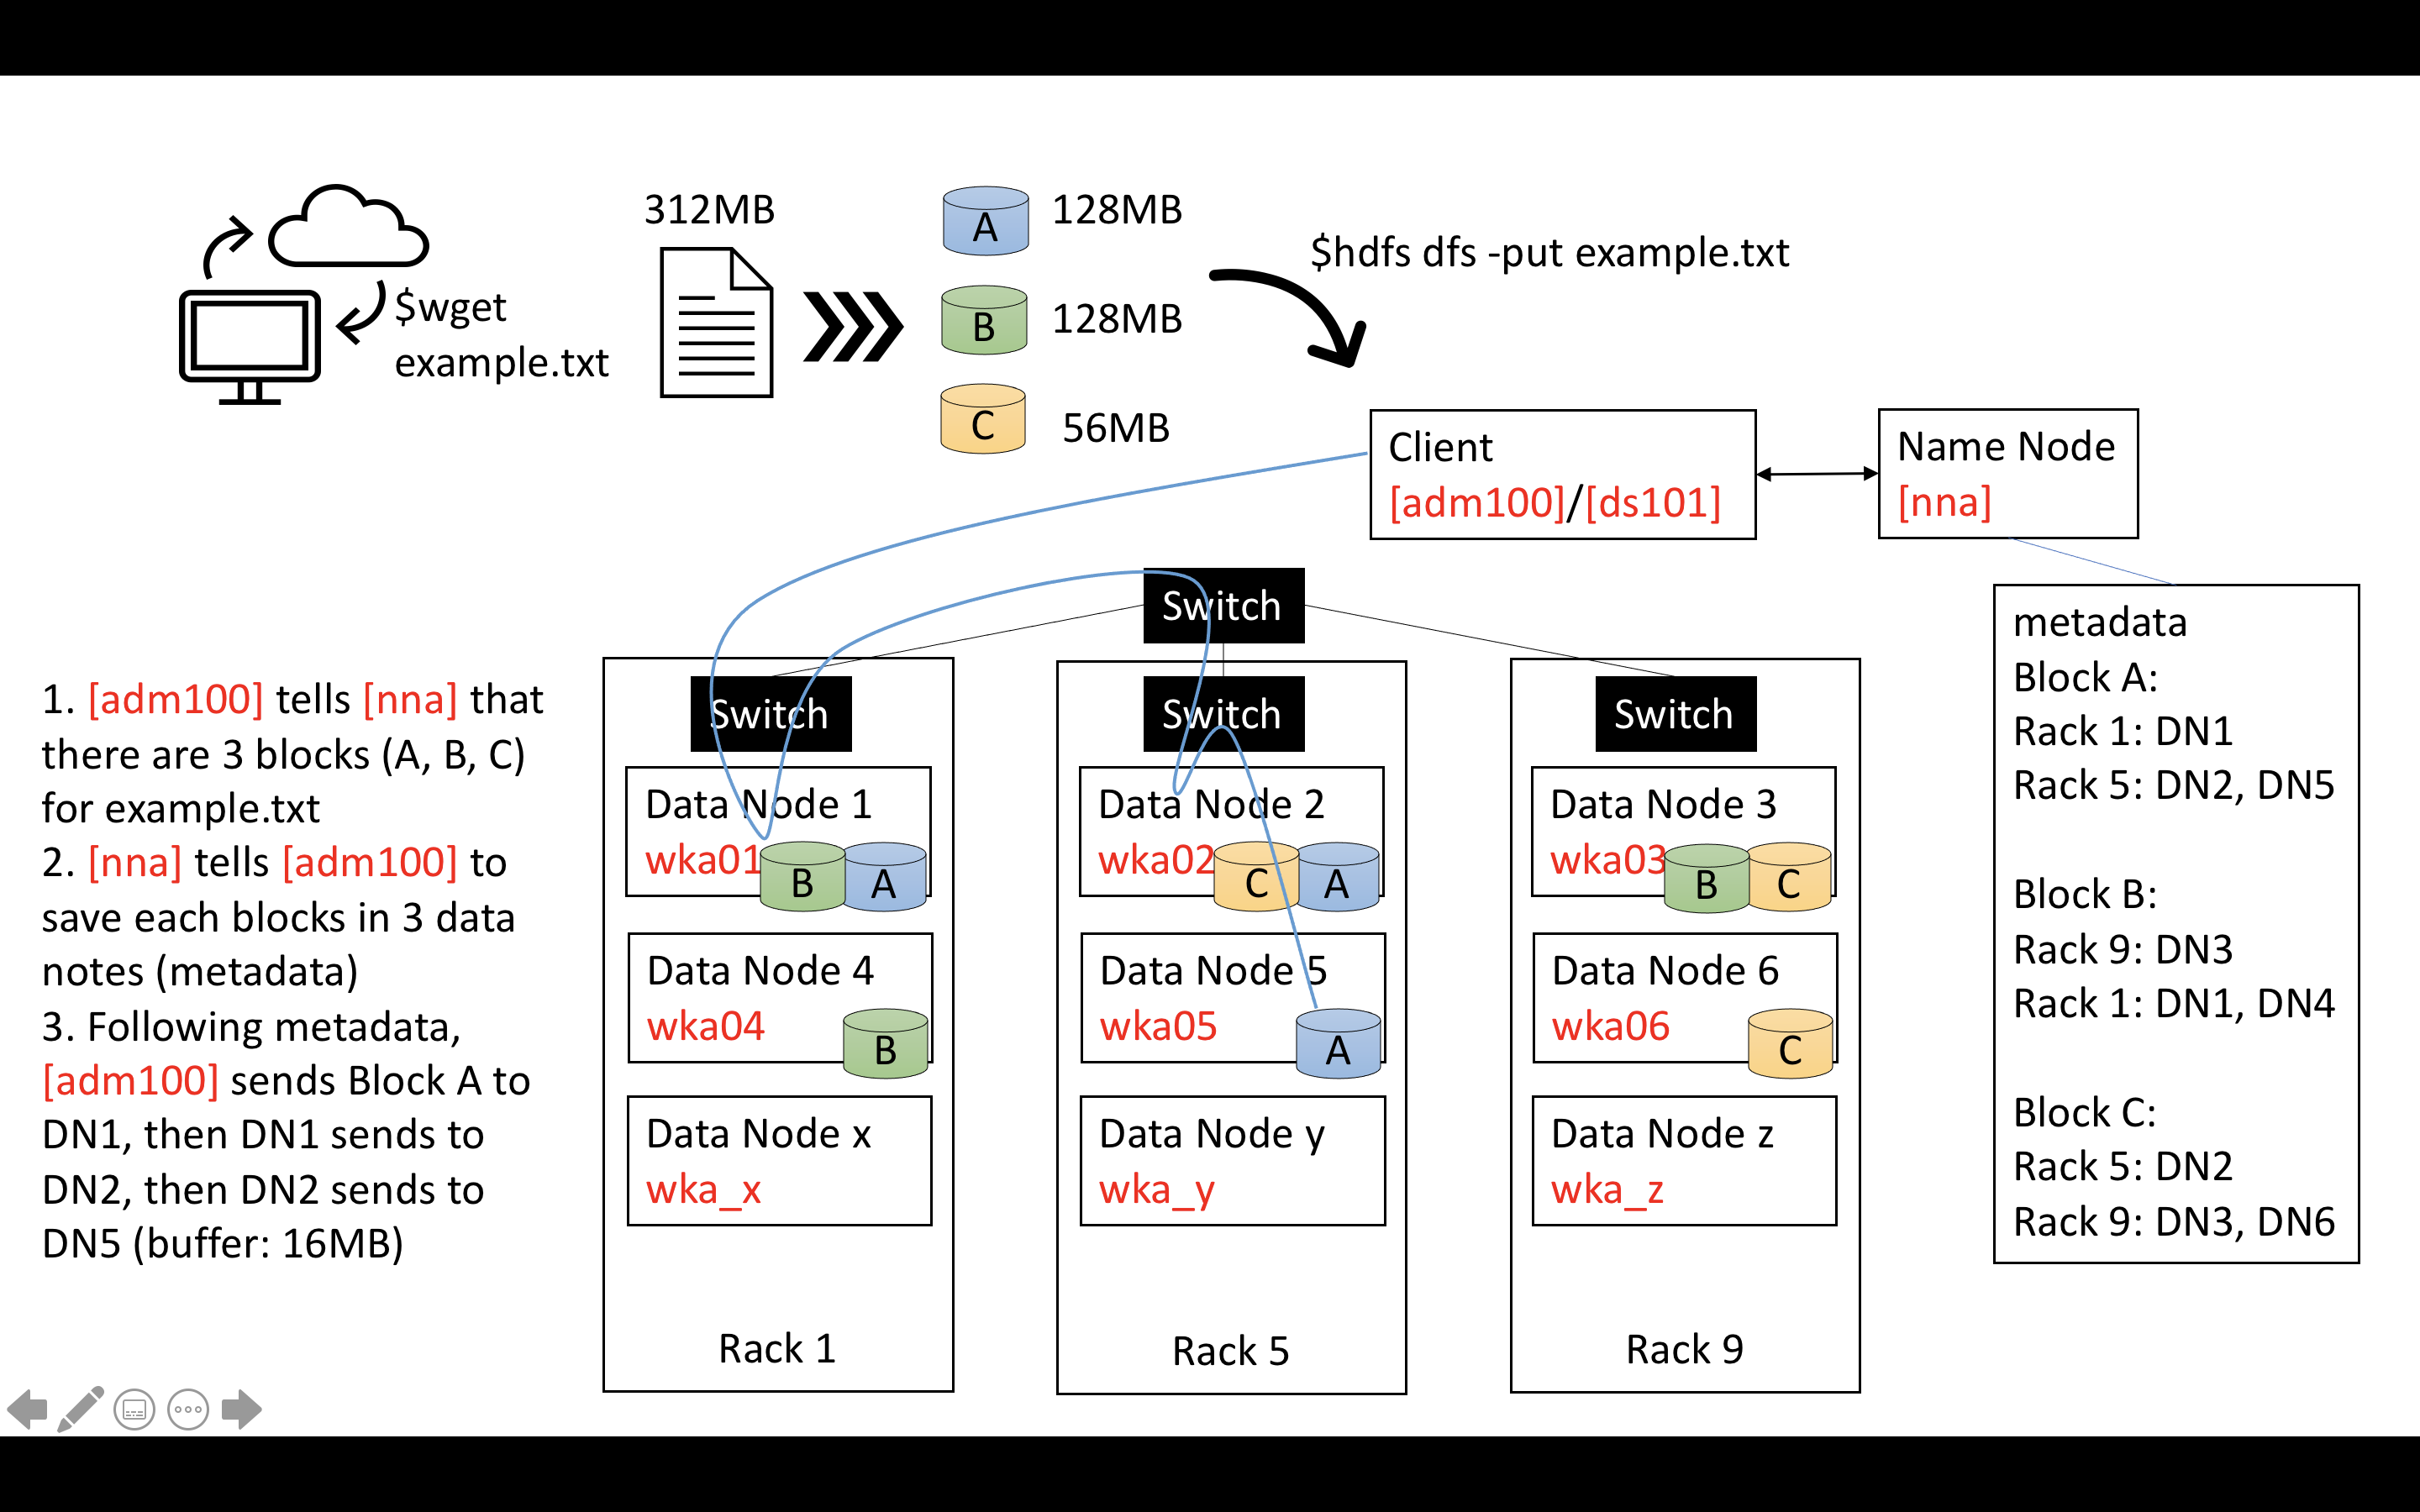 $wget
example.txt
312MB
A
128MB
B
128MB
C
56MB
$hdfs dfs -put example.txt
Client
[adm100]/[ds101]
Name Node
[nna]
1. [adm100] tells [nna] that
there are 3 blocks (A, B, C)
for example.txt
2. [nna] tells [adm100] to
save each blocks in 3 data
notes (metadata)
3. Following metadata,
[adm100] sends Block A to
DN1, then DN1 sends to
DN2, then DN2 sends to
DN5 (buffer: 16MB)
Switch
Switch
Data Node 1
wka01
B
A
Data Node 4
wka04
B
Data Node x
wka_x
Rack 1
Switch
Data Node 2
wka02
C
A
Data Node 5
wka05
A
Data Node y
wka_y
Rack 5
Switch
Data Node 3
wka03
B
C
Data Node 6
wka06
C
Data Node z
wka_z
Rack 9
metadata
Block A:
Rack 1: DN1
Rack 5: DN2, DN5
Block B:
Rack 9: DN3
Rack 1: DN1, DN4
Block C:
Rack 5: DN2
Rack 9: DN3, DN6